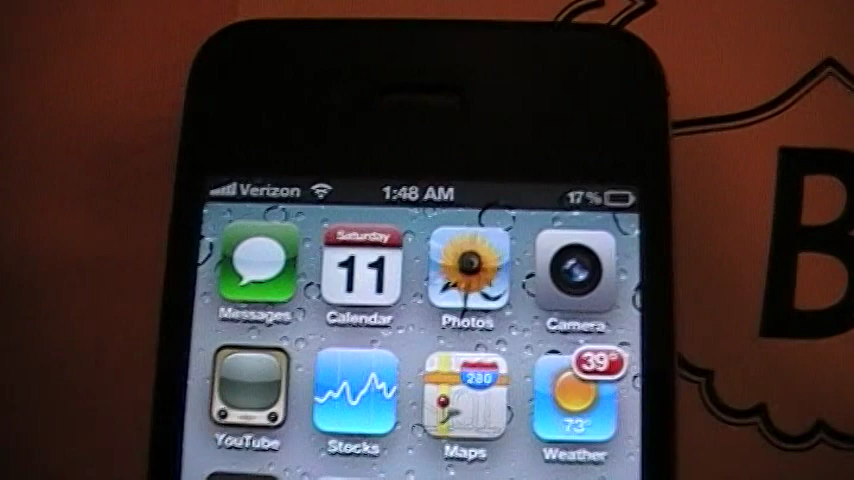 Verizon 1:48 AM 17%
Saturday
11
Messages Calendar Photos Camera
39°
280
73°
YouTube Stocks Maps Weather
B